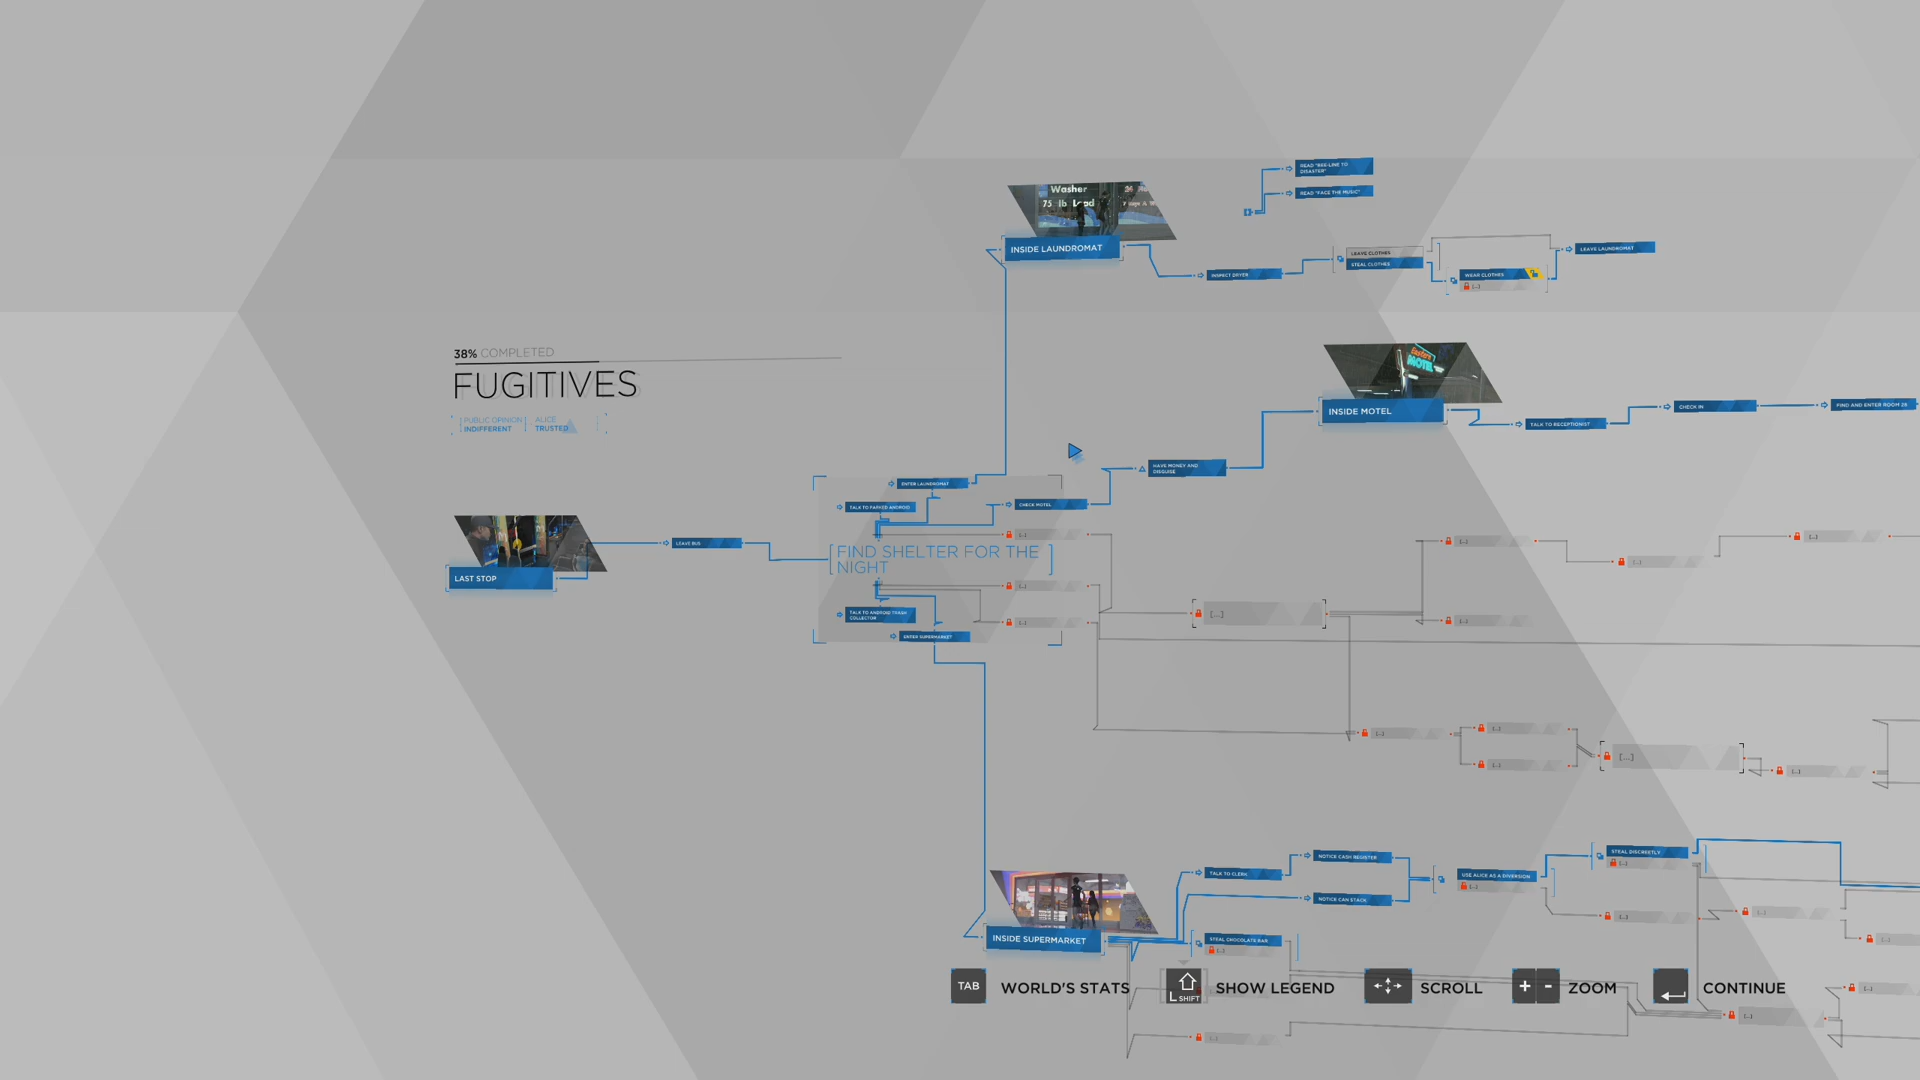 READ "BEE-LINE TO
DISASTER"
READ "FACE THE MUSIC"
Washer
75 lb Load
INSIDE LAUNDROMAT
INSPECT DRYER
LEAVE CLOTHES
STEAL CLOTHES
WEAR CLOTHES
[...]
LEAVE LAUNDROMAT
38% COMPLETED
FUGITIVES
PUBLIC OPINION
INDIFFERENT
ALICE
TRUSTED
MOTEL
INSIDE MOTEL
TALK TO RECEPTIONIST
CHECK IN
FIND AND ENTER ROOM 28
HAVE MONEY AND
DISGUISE
ENTER LAUNDROMAT
TALK TO PARKED ANDROID
CHECK MOTEL
[...]
LAST STOP
LEAVE BUS
FIND SHELTER FOR THE
NIGHT
[...]
TALK TO ANDROID TRASH
COLLECTOR
[...]
ENTER SUPERMARKET
[...]
[...]
[...]
[...]
[...]
[...]
[...]
[...]
[...]
[...]
INSIDE SUPERMARKET
TALK TO CLERK
NOTICE CASH REGISTER
NOTICE CAN STACK
STEAL CHOCOLATE BAR
[...]
USE ALICE AS A DIVERSION
[...]
STEAL DISCREETLY
[...]
[...]
[...]
[...]
[...]
[...]
[...]
TAB WORLD'S STATS
L SHIFT SHOW LEGEND
SCROLL
+ - ZOOM
CONTINUE